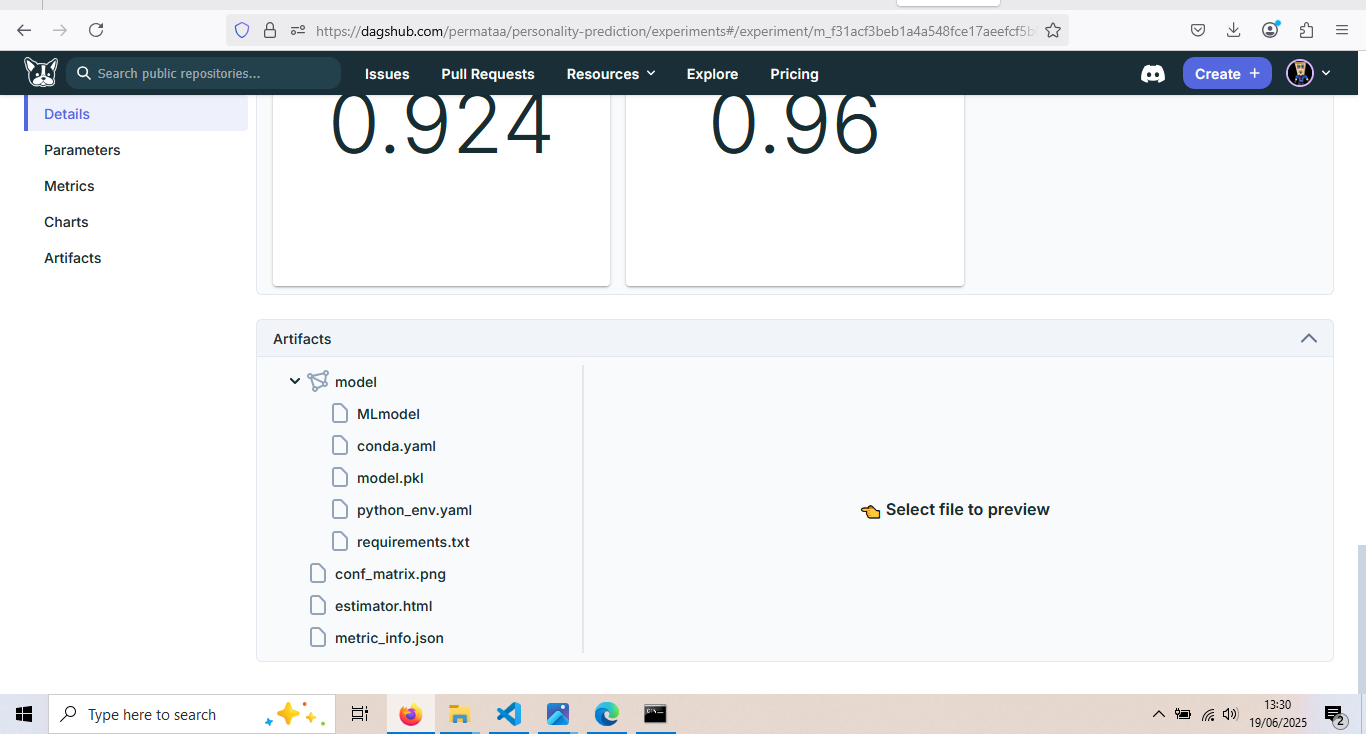 https://dagshub.com/permataa/personality-prediction/experiments#/experiment/m_f31acf3beb1a4a548fce17aeefcf5b
Search public repositories...
Issues
Pull Requests
Resources
Explore
Pricing
Create +
Details
Parameters
Metrics
Charts
Artifacts
0.924
0.96
Artifacts
model
MLmodel
conda.yaml
model.pkl
python_env.yaml
requirements.txt
conf_matrix.png
estimator.html
metric_info.json
👈 Select file to preview
Type here to search
13:30
19/06/2025
2